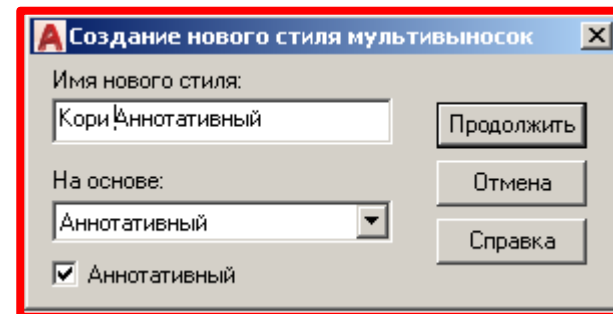 Создание нового стиля мультивыносок
Имя нового стиля:
Кори Аннотативный
Продолжить
На основе:
Отмена
Аннотативный
Справка
Аннотативный